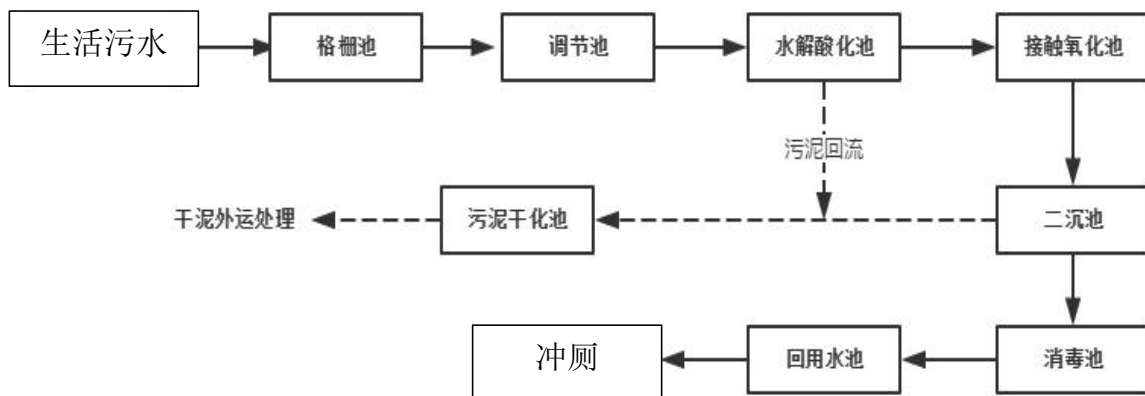 生活污水
格栅池
调节池
水解酸化池
接触氧化池
污泥回流
干泥外运处理
污泥干化池
二沉池
冲厕
回用水池
消毒池